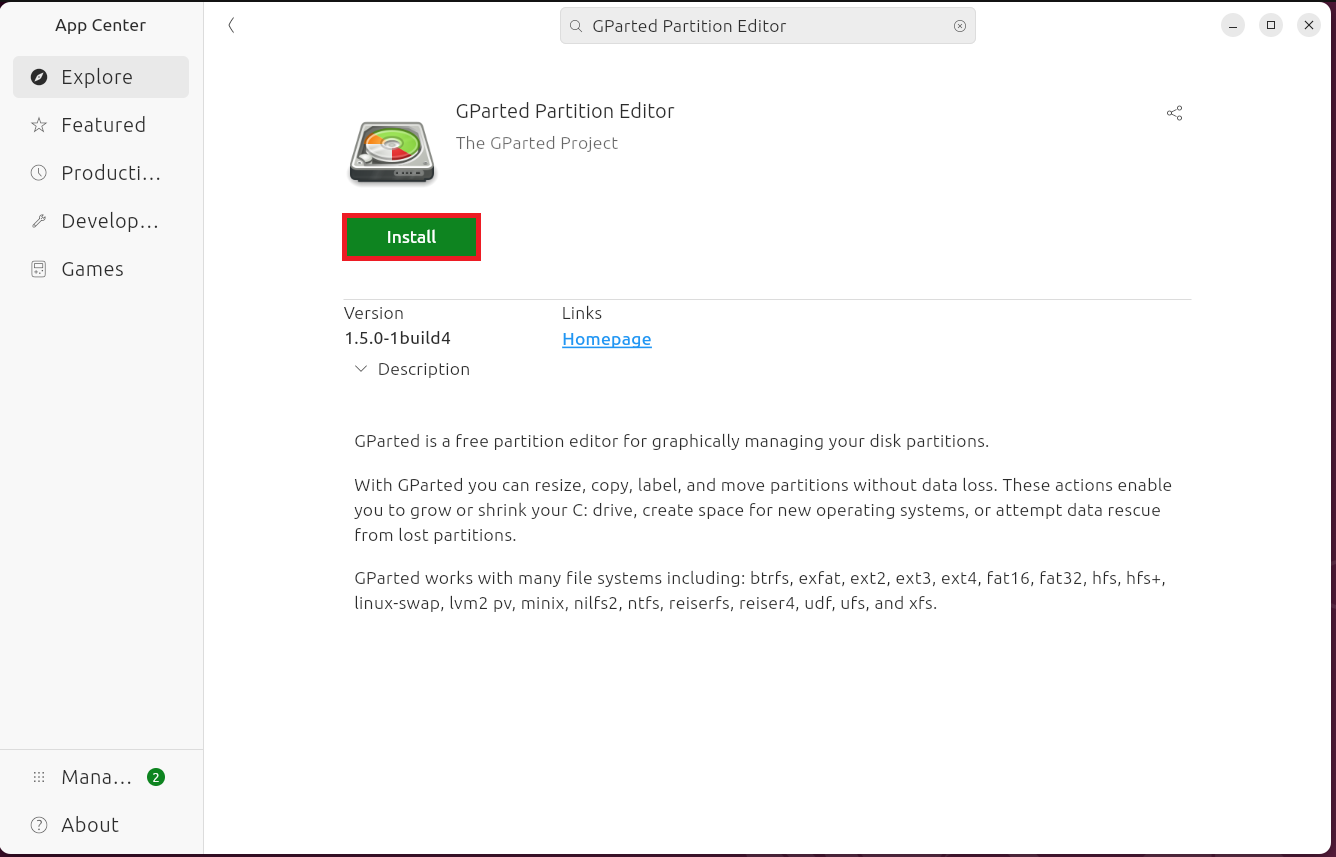 App Center
GParted Partition Editor
Explore
Featured
Producti...
Develop...
Games
Mana...
2
About
GParted Partition Editor
The GParted Project
Install
Version
Links
1.5.0-1build4
Homepage
Description
GParted is a free partition editor for graphically managing your disk partitions.
With GParted you can resize, copy, label, and move partitions without data loss. These actions enable
you to grow or shrink your C: drive, create space for new operating systems, or attempt data rescue
from lost partitions.
GParted works with many file systems including: btrfs, exfat, ext2, ext3, ext4, fat16, fat32, hfs, hfs+,
linux-swap, lvm2 pv, minix, nilfs2, ntfs, reiserfs, reiser4, udf, ufs, and xfs.